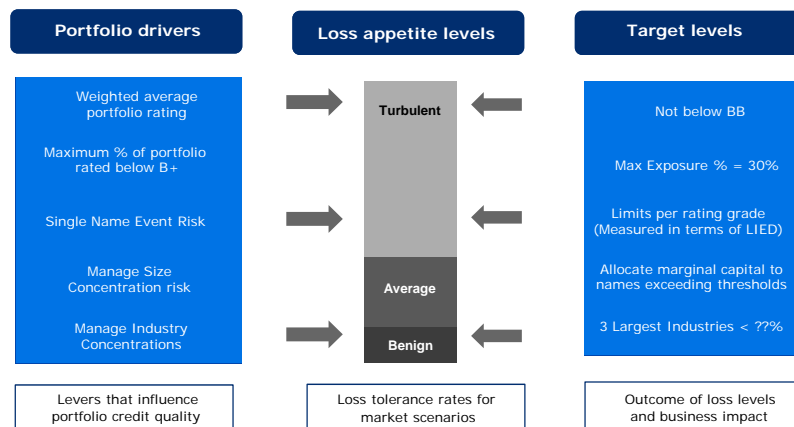 Portfolio drivers
Loss appetite levels
Target levels
Weighted average
portfolio rating
Maximum % of portfolio
rated below B+
Single Name Event Risk
Manage Size
Concentration risk
Manage Industry
Concentrations
Turbulent
Average
Benign
Not below BB
Max Exposure % = 30%
Limits per rating grade
(Measured in terms of LIED)
Allocate marginal capital to
names exceeding thresholds
3 Largest Industries < ??%
Levers that influence
portfolio credit quality
Loss tolerance rates for
market scenarios
Outcome of loss levels
and business impact